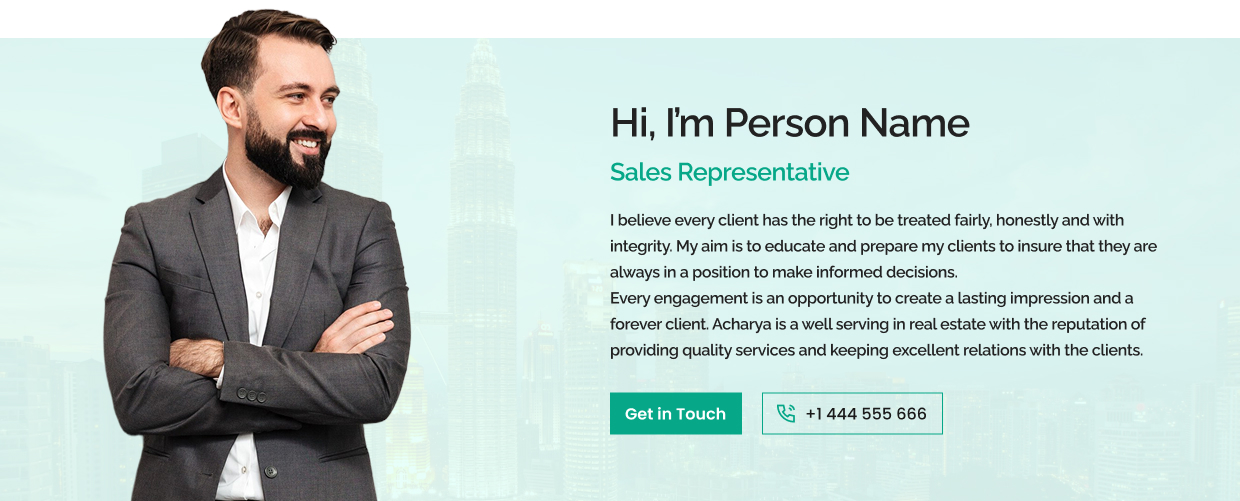 Hi, I'm Person Name
Sales Representative
I believe every client has the right to be treated fairly, honestly and with
integrity. My aim is to educate and prepare my clients to insure that they are
always in a position to make informed decisions.
Every engagement is an opportunity to create a lasting impression and a
forever client. Acharya is a well serving in real estate with the reputation of
providing quality services and keeping excellent relations with the clients.
Get in Touch
+1 444 555 666